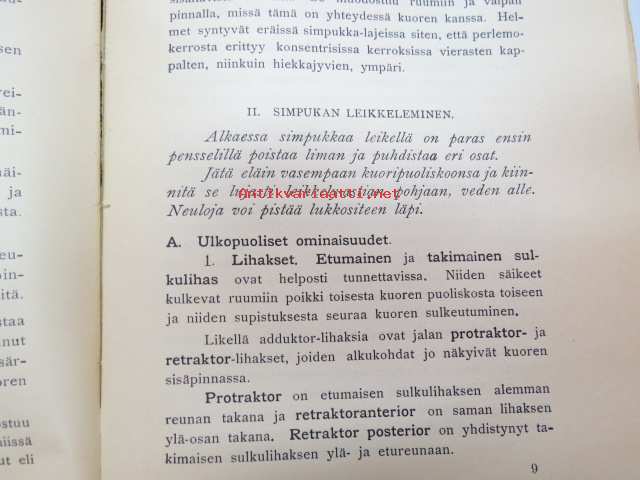 pinnalla, missä tämä on yhteydessä kuoren kanssa. Hel-
met syntyvät eräissä simpukka-lajeissa siten, että perlemo-
kerrosta erittyy konsentrisissa kerroksissa vierasten kap-
palten, niinkuin hiekkajyvien, ympäri.
II. SIMPUKAN LEIKKELEMINEN.
Alkaessa simpukkaa leikellä on paras ensin
pensselillä poistaa liman ja puhdistaa eri osat.
Jätä eläin vasempaan kuoripuoliskoonsa ja kiin-
nitä se pohjaan, veden alle.
antikvariaatti.net
Neuloja voi pistää lukkositeen läpi.
A. Ulkopuoliset ominaisuudet.
1. Lihakset. Etumainen ja takimainen sul-
kulihas ovat helposti tunnettavissa. Niiden säikeet
kulkevat ruumiin poikki toisesta kuoren puoliskosta toiseen
ja niiden supistuksesta seuraa kuoren sulkeutuminen.
Likellä adduktor-lihaksia ovat jalan protraktor- ja
retraktor-lihakset, joiden alkukohdat jo näkyivät kuoren
sisäpinnassa.
Protraktor on etumaisen sulkulihaksen alemman
reunan takana ja retraktoranterior on saman lihaksen
ylä-osan takana. Retraktor posterior on yhdistynyt ta-
kimaisen sulkulihaksen ylä- ja etureunaan.
9